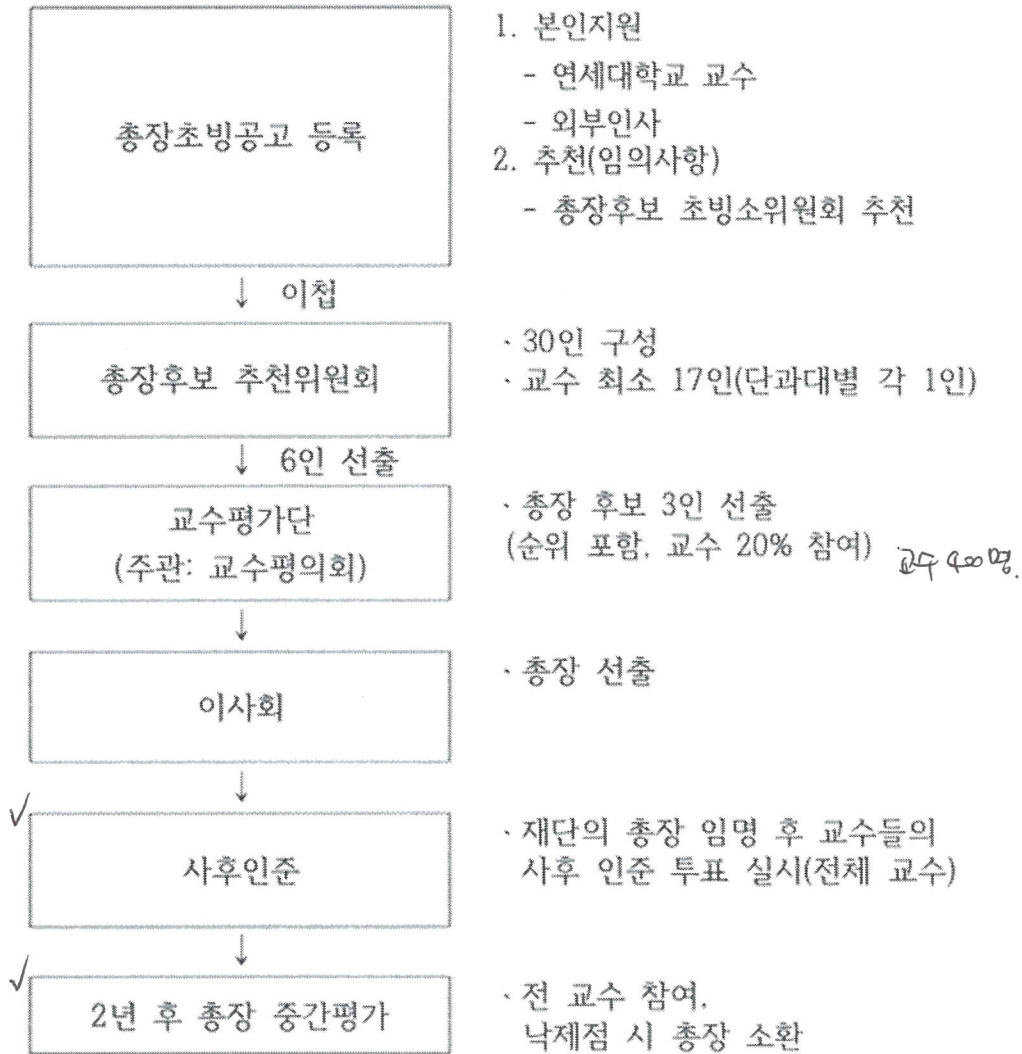 총장초빙공고 등록
1. 본인지원
- 연세대학교 교수
- 외부인사
2. 추천(임의사항)
- 총장후보 초빙소위원회 추천
↓ 이첩
총장후보 추천위원회
· 30인 구성
· 교수 최소 17인(단과대별 각 1인)
↓ 6인 선출
교수평가단
(주관: 교수평의회)
· 총장 후보 3인 선출
(순위 포함, 교수 20% 참여)
교수 400명.
↓
이사회
· 총장 선출
↓
✓
사후인준
· 재단의 총장 임명 후 교수들의
사후 인준 투표 실시(전체 교수)
↓
✓
2년 후 총장 중간평가
· 전 교수 참여,
낙제점 시 총장 소환